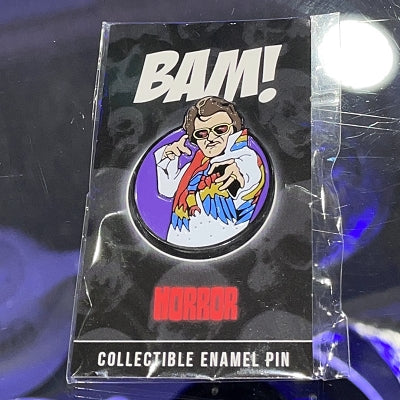 BAM!
HORROR
COLLECTIBLE ENAMEL PIN